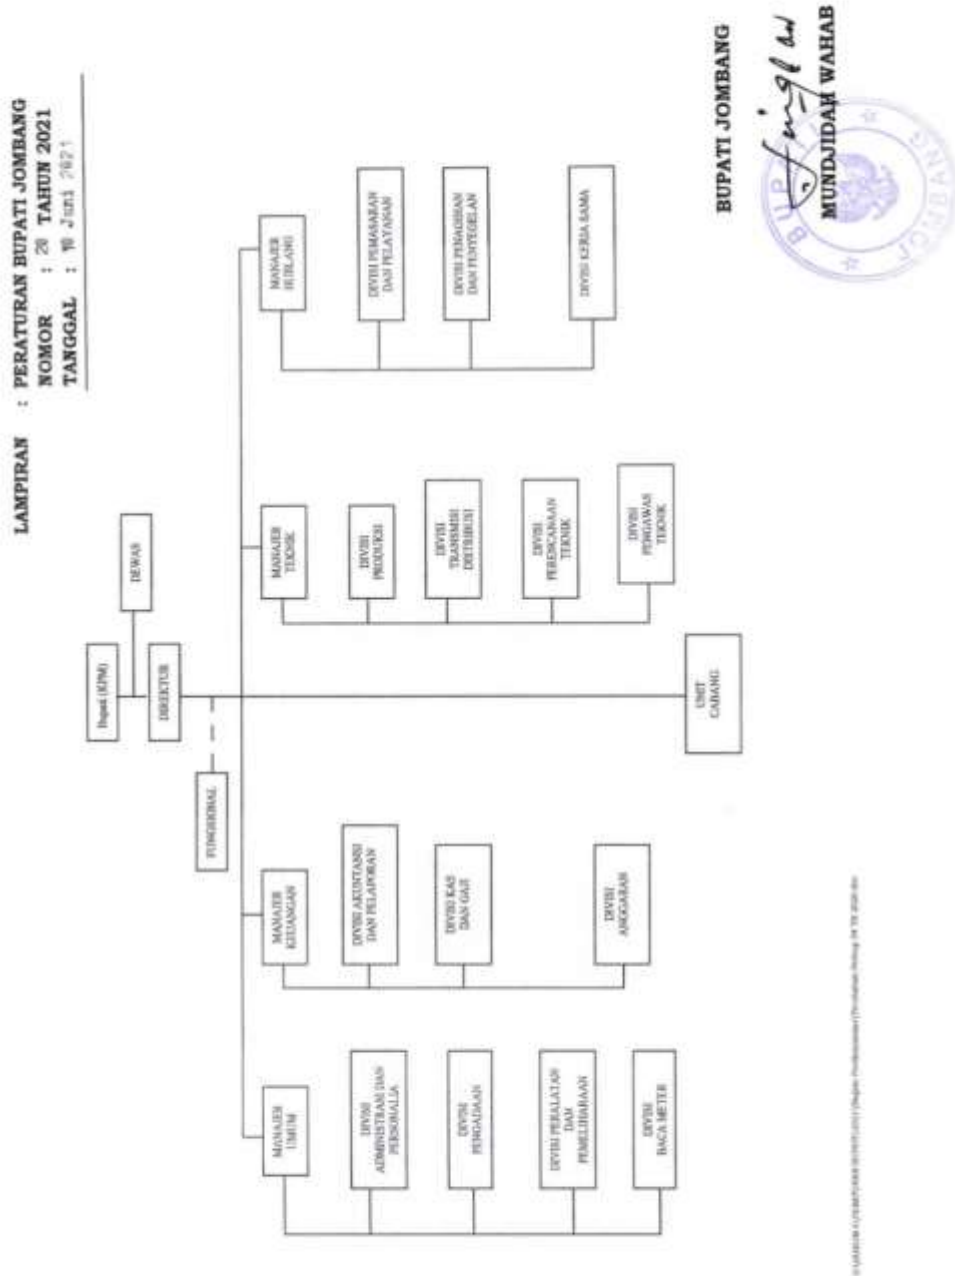 LAMPIRAN : PERATURAN BUPATI JOMBANG
NOMOR : 20 TAHUN 2021
TANGGAL : 10 Juni 2021
Bupati (KPM)
DEWAS
DIREKTUR
FUNGSIONAL
MANAJER
UMUM
DIVISI
ADMINISTRASI DAN
PERSONALIA
DIVISI
PENGADAAN
DIVISI PERALATAN
DAN
PEMELIHARAAN
DIVISI
BACA METER
MANAJER
KEUANGAN
DIVISI AKUNTANSI
DAN PELAPORAN
DIVISI KAS
DAN GAJI
DIVISI
ANGGARAN
MANAJER
TEKNIK
DIVISI
PRODUKSI
DIVISI
TRANSMISI
DISTRIBUSI
DIVISI
PERENCANAAN
TEKNIK
DIVISI
PENGAWAS
TEKNIK
MANAJER
HUBLANG
DIVISI PEMASARAN
DAN PELAYANAN
DIVISI PENAGIHAN
DAN PENYEGELAN
DIVISI KERJA SAMA
UNIT
CABANG
BUPATI JOMBANG
MUNDJIDAH WAHAB
BUPATI
JOMBANG